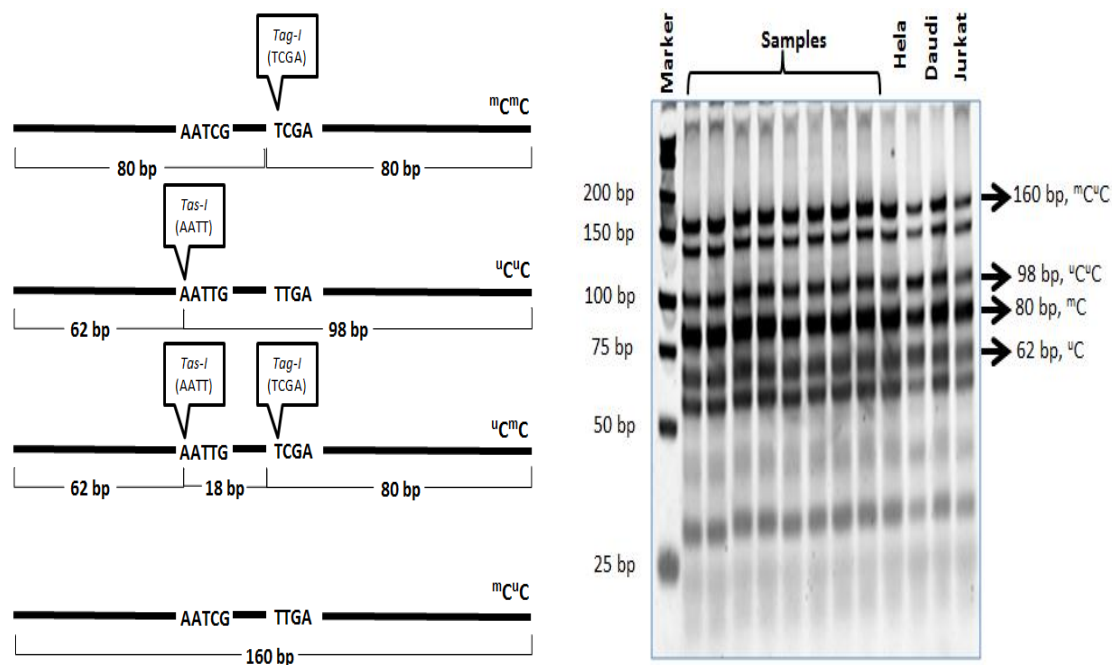 Tag-I
(TCGA)
ᵐCᵐC
AATCG TCGA
80 bp 80 bp
Tas-I
(AATT)
ᵘCᵘC
AATTG TTGA
62 bp 98 bp
Tas-I
(AATT)
Tag-I
(TCGA)
ᵘCᵐC
AATTG TCGA
62 bp 18 bp 80 bp
ᵐCᵘC
AATCG TTGA
160 bp
Marker
Samples
Hela
Daudi
Jurkat
200 bp
150 bp
100 bp
75 bp
50 bp
25 bp
160 bp, ᵐCᵘC
98 bp, ᵘCᵘC
80 bp, ᵐC
62 bp, ᵘC